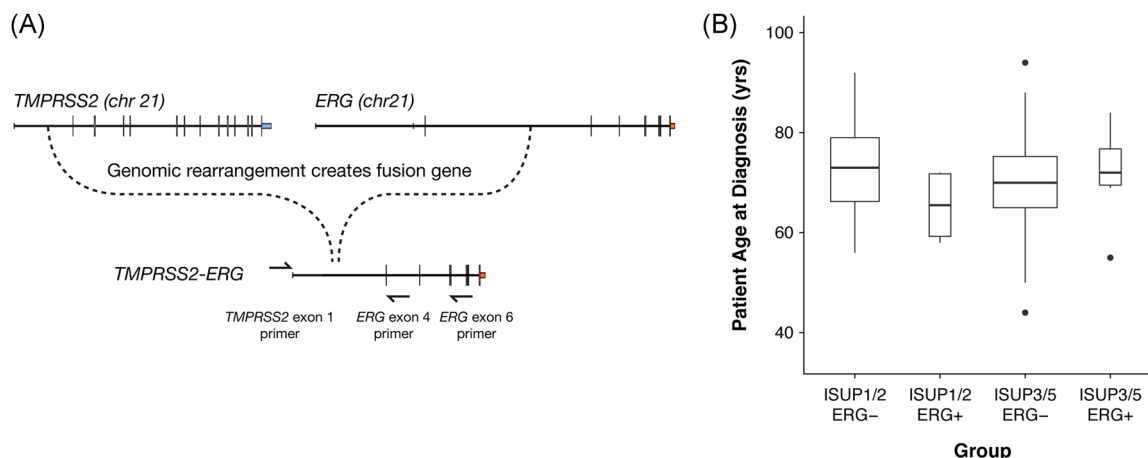 (A)
TMPRSS2 (chr 21)
ERG (chr21)
Genomic rearrangement creates fusion gene
TMPRSS2-ERG
TMPRSS2 exon 1
primer
ERG exon 4
primer
ERG exon 6
primer
(B)
Patient Age at Diagnosis (yrs)
100
80
60
40
ISUP1/2
ERG−
ISUP1/2
ERG+
ISUP3/5
ERG−
ISUP3/5
ERG+
Group